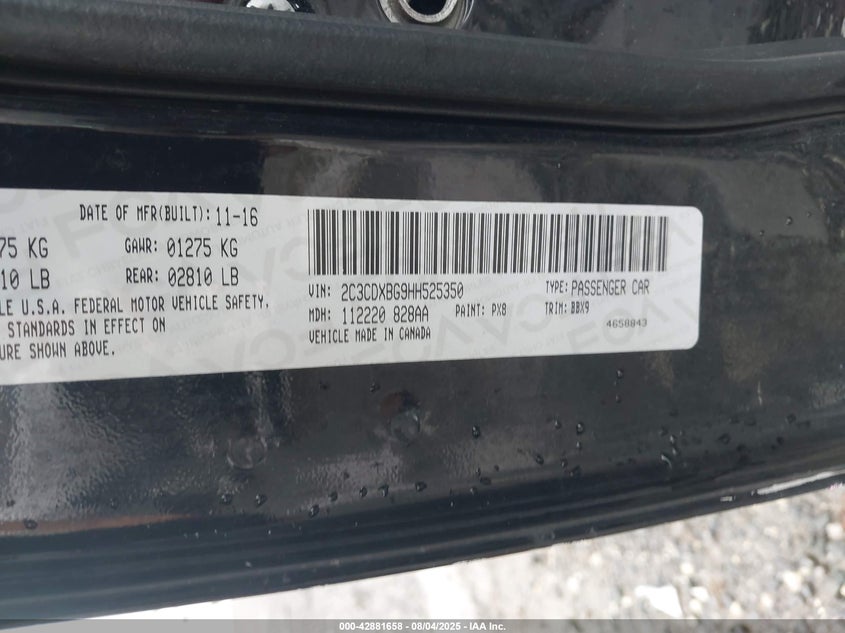 DATE OF MFR(BUILT): 11-16
75 KG GAWR: 01275 KG
10 LB REAR: 02810 LB
LE U.S.A. FEDERAL MOTOR VEHICLE SAFETY,
STANDARDS IN EFFECT ON
URE SHOWN ABOVE.
VIN: 2C3CDXBG9HH525350 TYPE: PASSENGER CAR
MDH: 112220 828AA PAINT: PX8 TRIM: BBX9
VEHICLE MADE IN CANADA 4658843
000-42881658 - 08/04/2025 - IAA Inc.